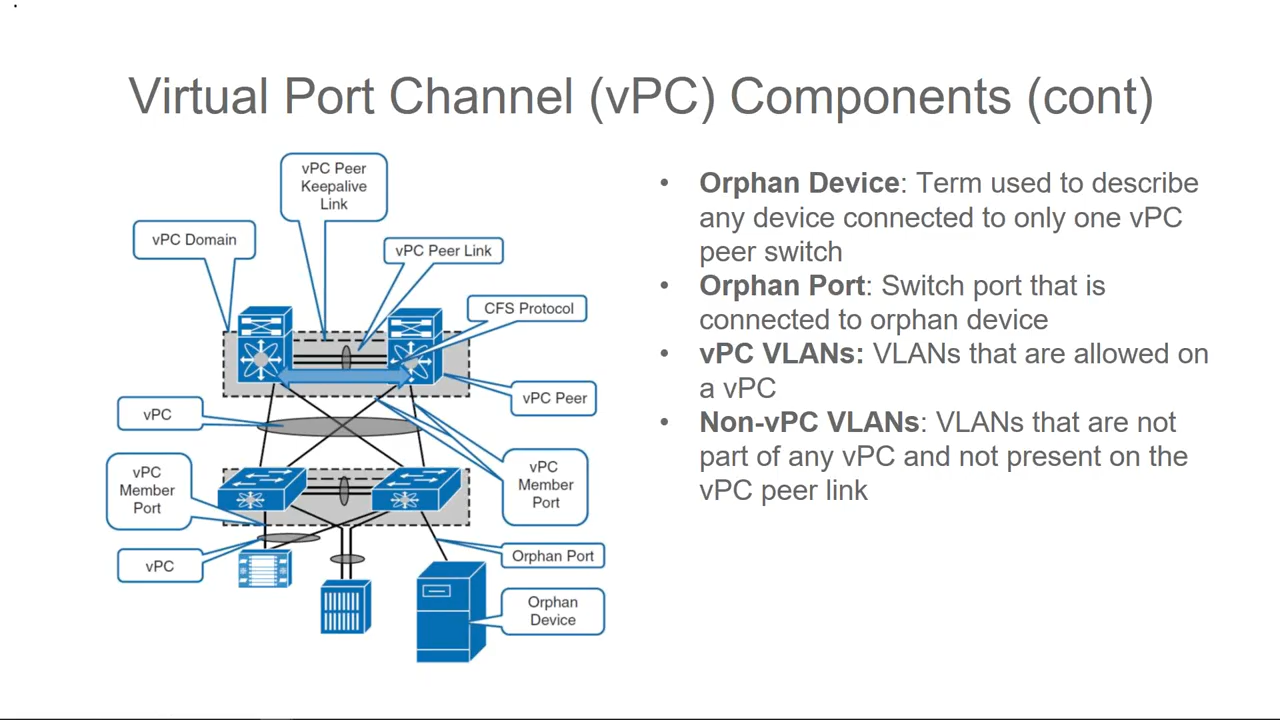 Virtual Port Channel (vPC) Components (cont)
vPC Peer
Keepalive
Link
vPC Domain
vPC Peer Link
CFS Protocol
vPC Peer
vPC
vPC
Member
Port
vPC
Member
Port
vPC
Orphan Port
Orphan
Device
• Orphan Device: Term used to describe
any device connected to only one vPC
peer switch
• Orphan Port: Switch port that is
connected to orphan device
• vPC VLANs: VLANs that are allowed on
a vPC
• Non-vPC VLANs: VLANs that are not
part of any vPC and not present on the
vPC peer link